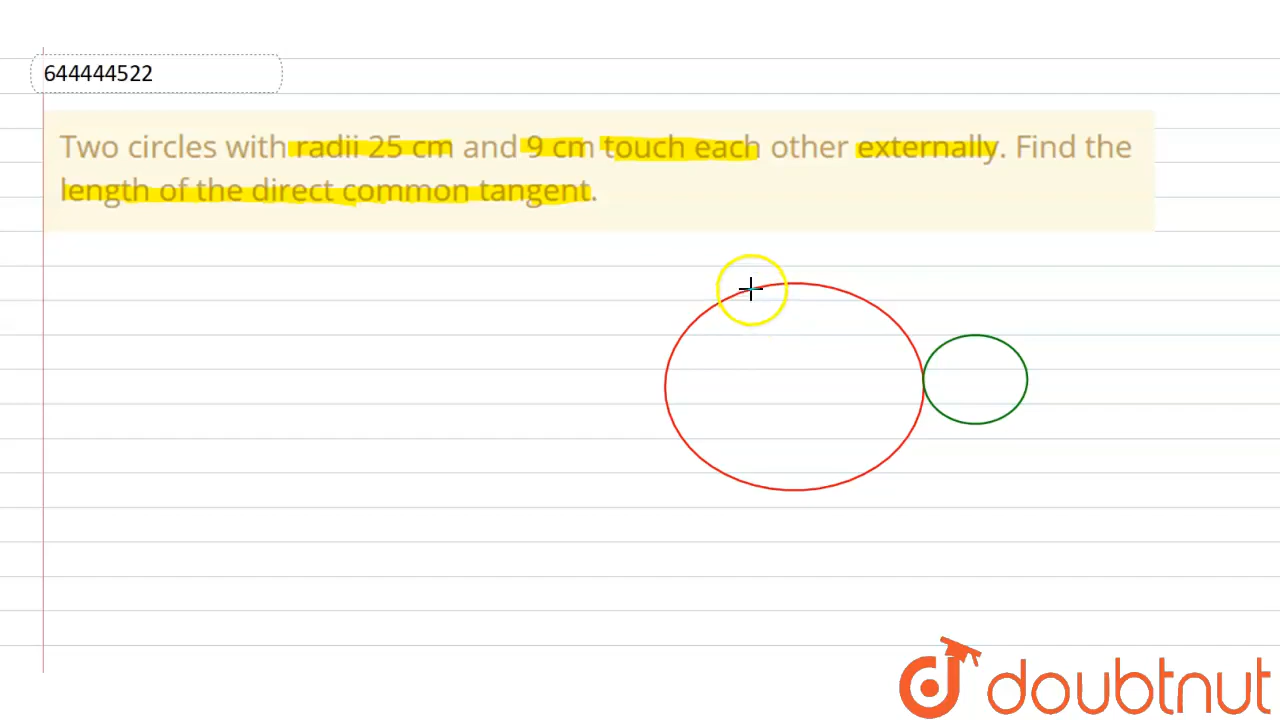 644444522
Two circles with radii 25 cm and 9 cm touch each other externally. Find the
length of the direct common tangent.
doubtnut